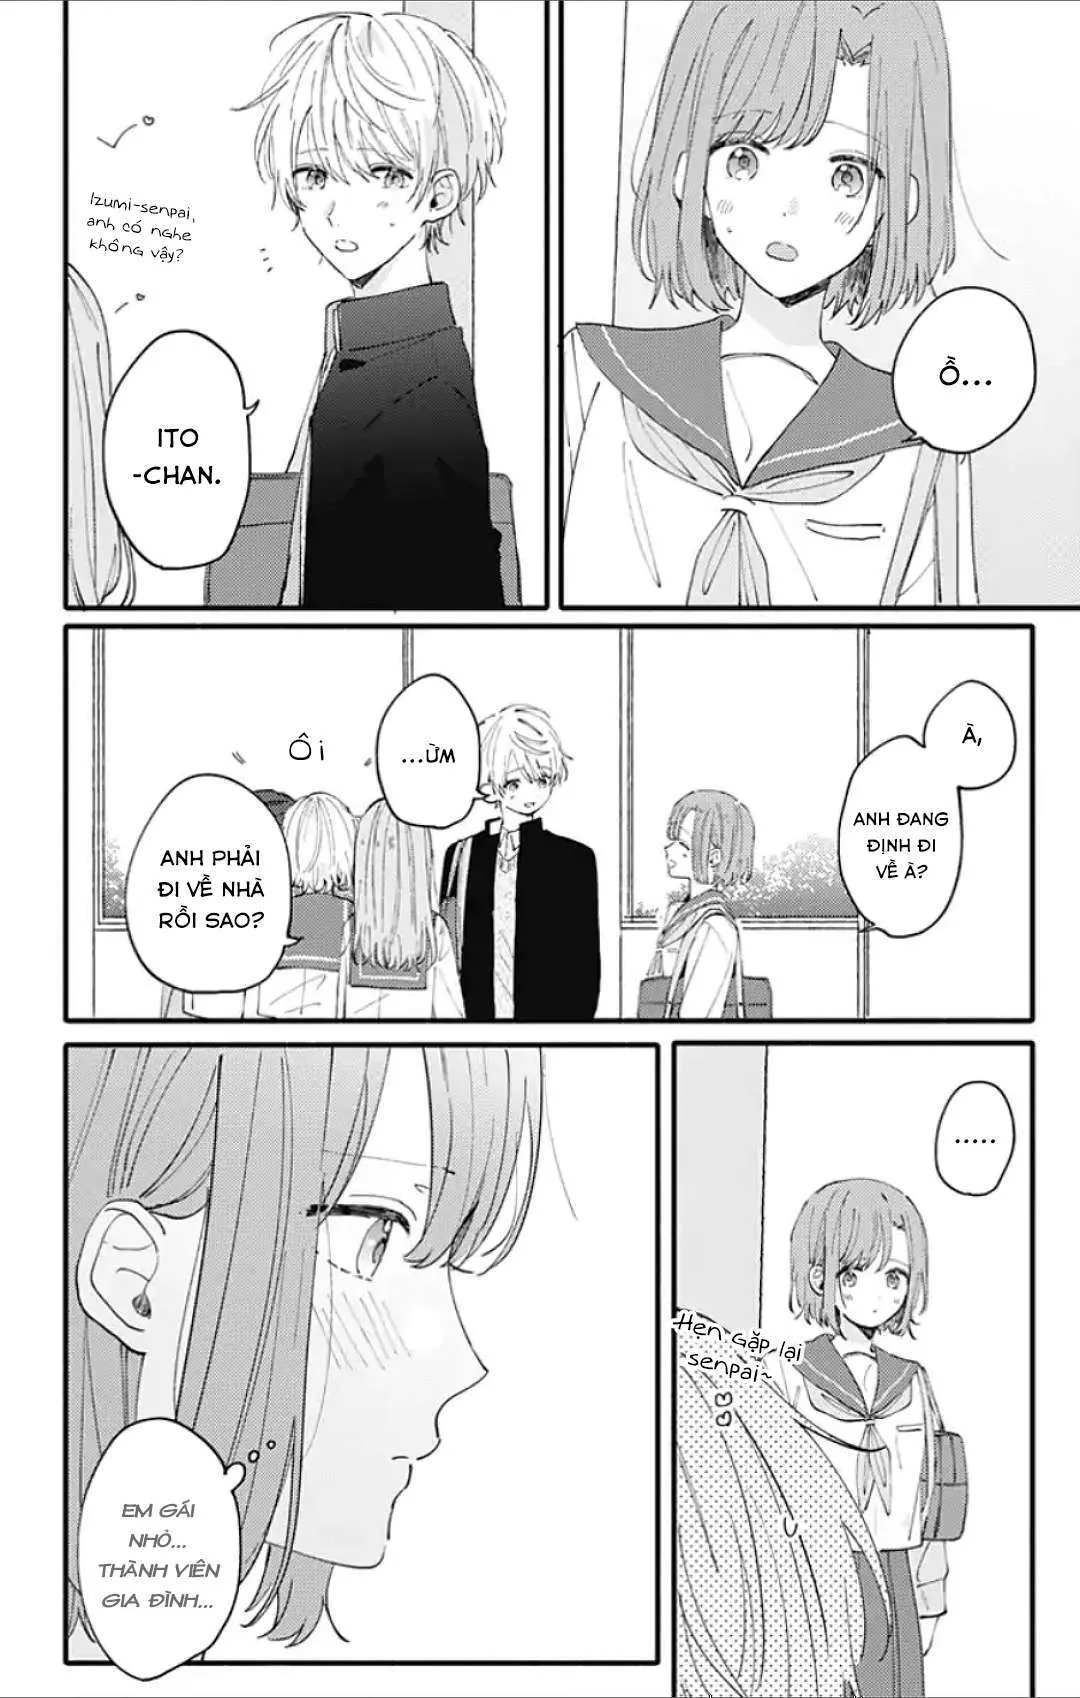 Ồ...
Izumi-senpai,
anh có nghe
không vậy?
ITO
-CHAN.
À,
ANH ĐANG
ĐỊNH ĐI
VỀ À?
...ỪM
Ôi
ANH PHẢI
ĐI VỀ NHÀ
RỒI SAO?
.....
Hẹn gặp lại
senpai~
EM GÁI
NHỎ...
THÀNH VIÊN
GIA ĐÌNH...